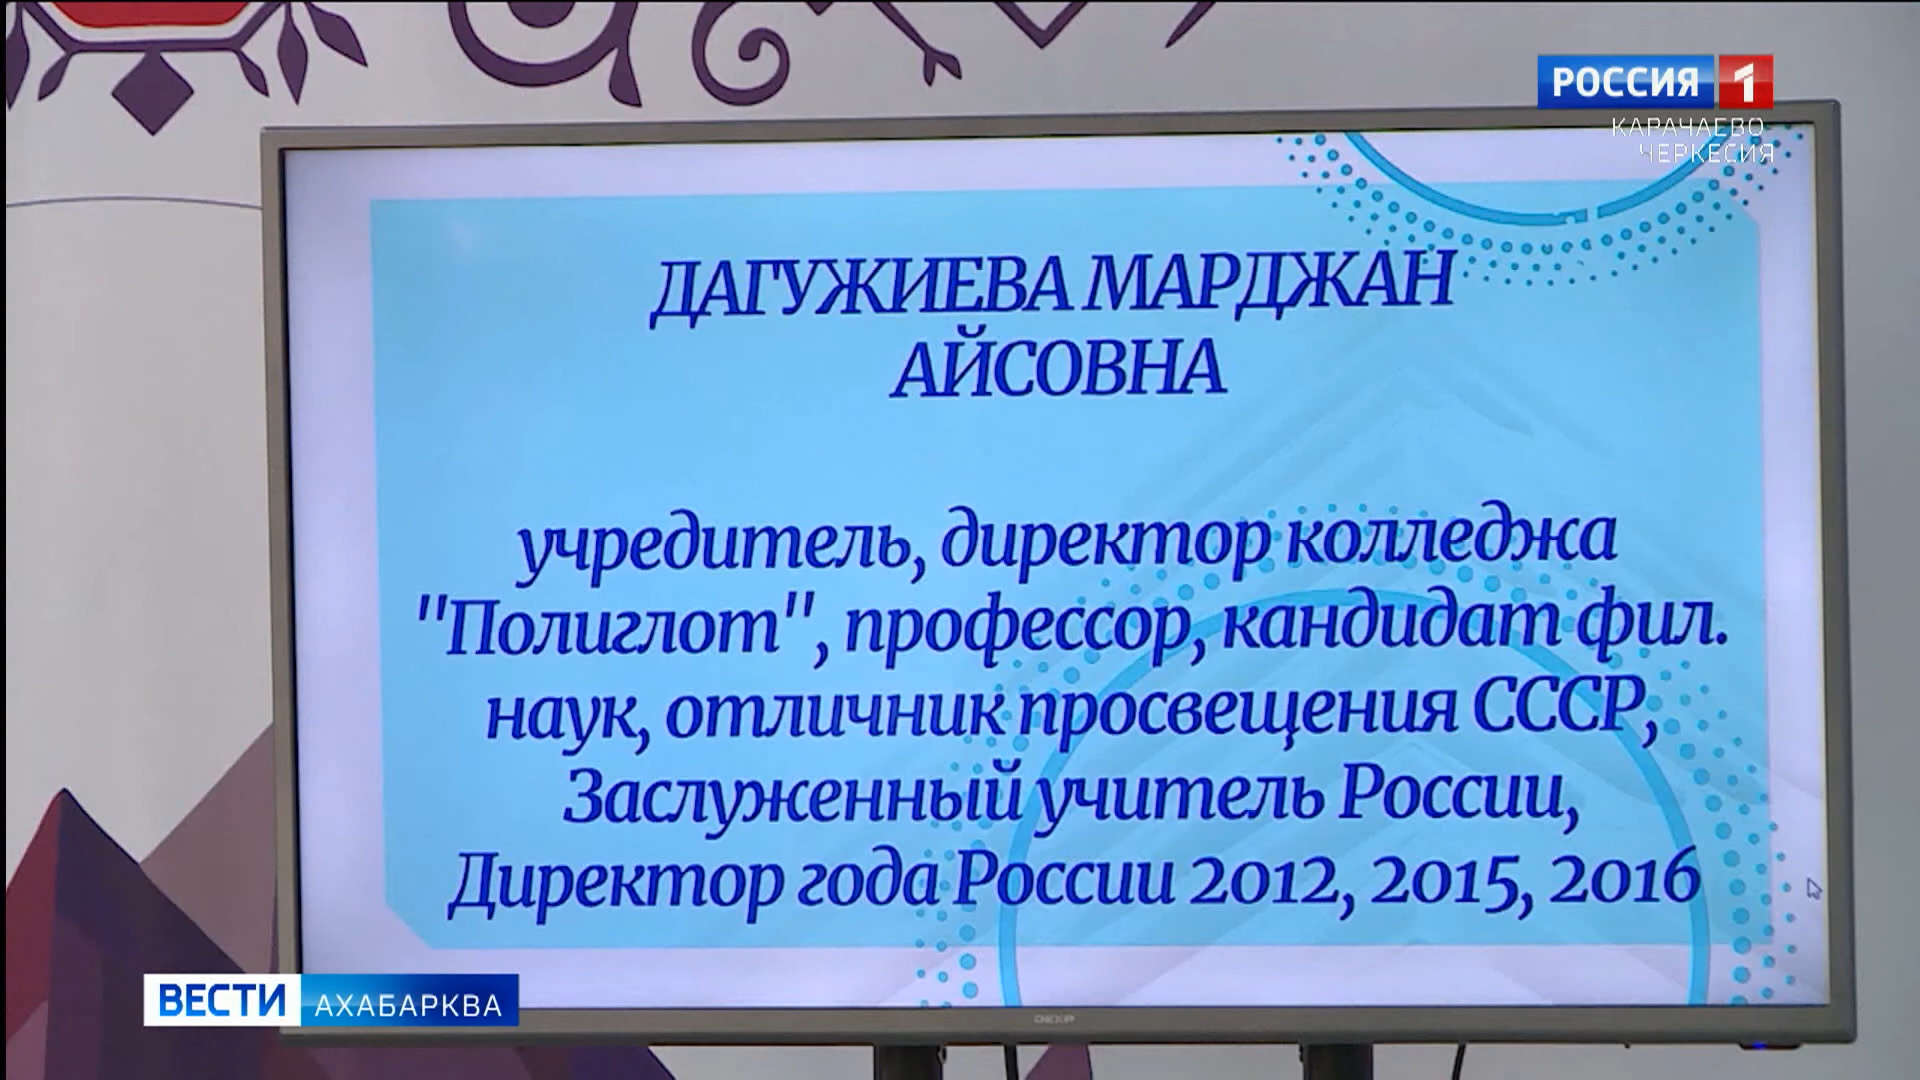 РОССИЯ 1
КАРАЧАЕВО
ЧЕРКЕСИЯ
ДАГУЖИЕВА МАРДЖАН
АЙСОВНА
учредитель, директор колледжа
"Полиглот", профессор, кандидат фил.
наук, отличник просвещения СССР,
Заслуженный учитель России,
Директор года России 2012, 2015, 2016
ВЕСТИ АХАБАРКВА
DEXP